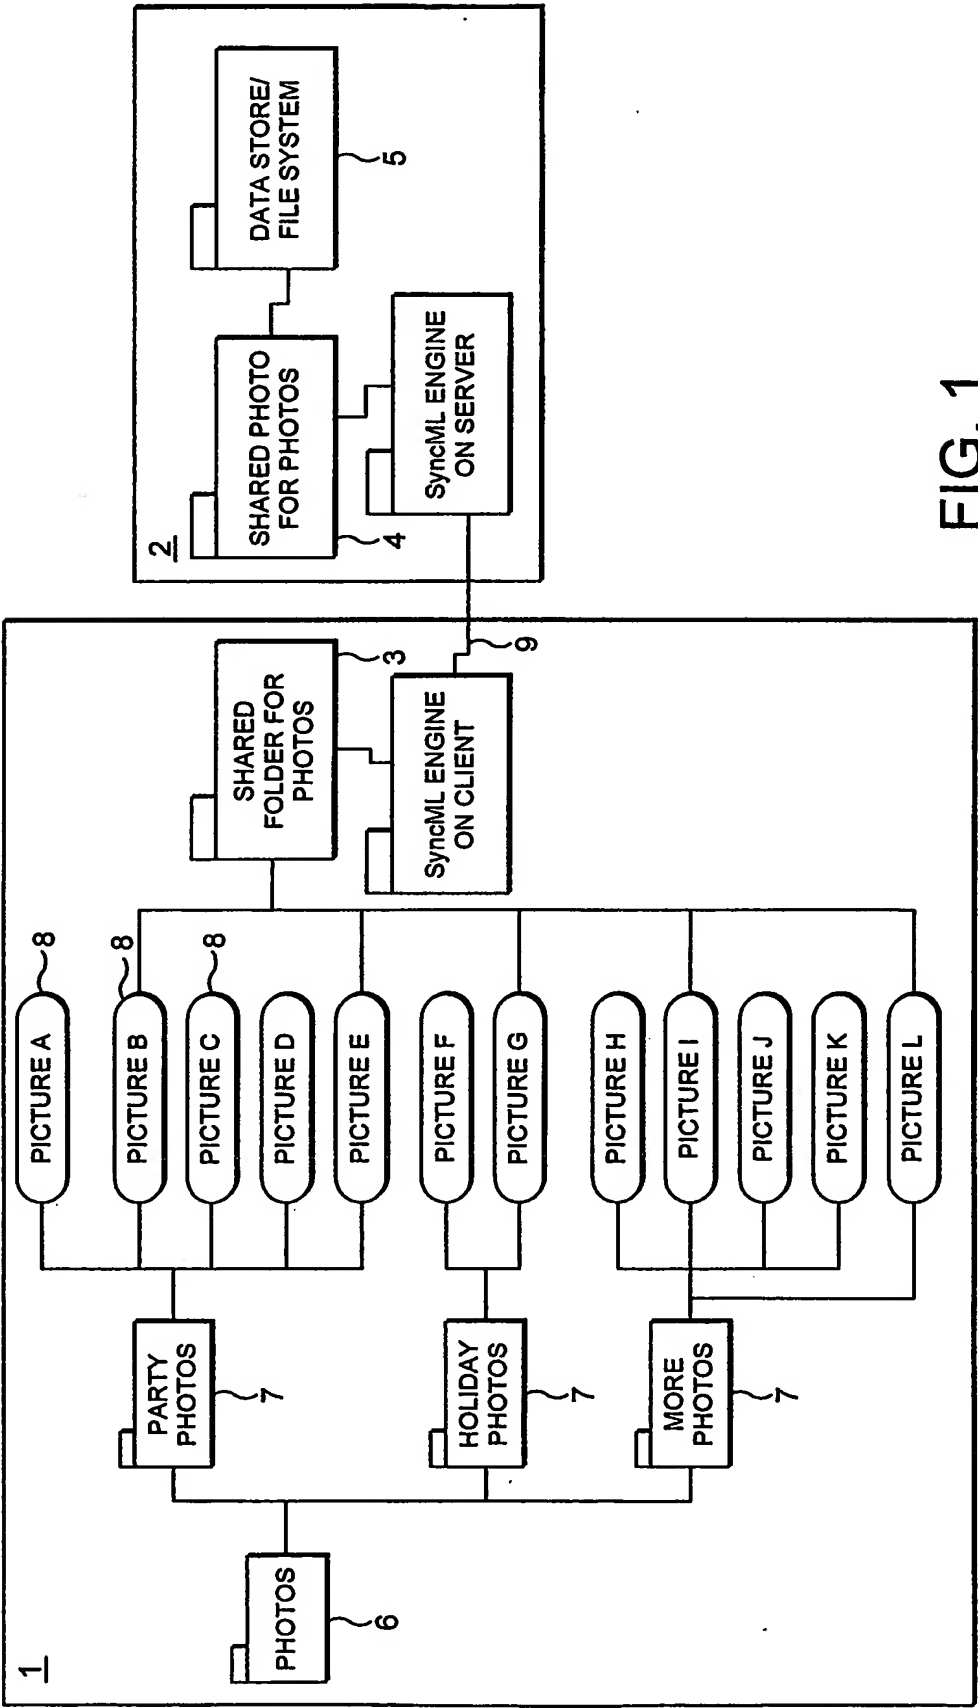 1
PHOTOS
6
PARTY
PHOTOS
7
HOLIDAY
PHOTOS
7
MORE
PHOTOS
7
PICTURE A
8
PICTURE B
8
PICTURE C
8
PICTURE D
PICTURE E
PICTURE F
PICTURE G
PICTURE H
PICTURE I
PICTURE J
PICTURE K
PICTURE L
SHARED
FOLDER FOR
PHOTOS
3
SyncML ENGINE
ON CLIENT
9
2
SHARED PHOTO
FOR PHOTOS
4
SyncML ENGINE
ON SERVER
DATA STORE/
FILE SYSTEM
5
FIG. 1